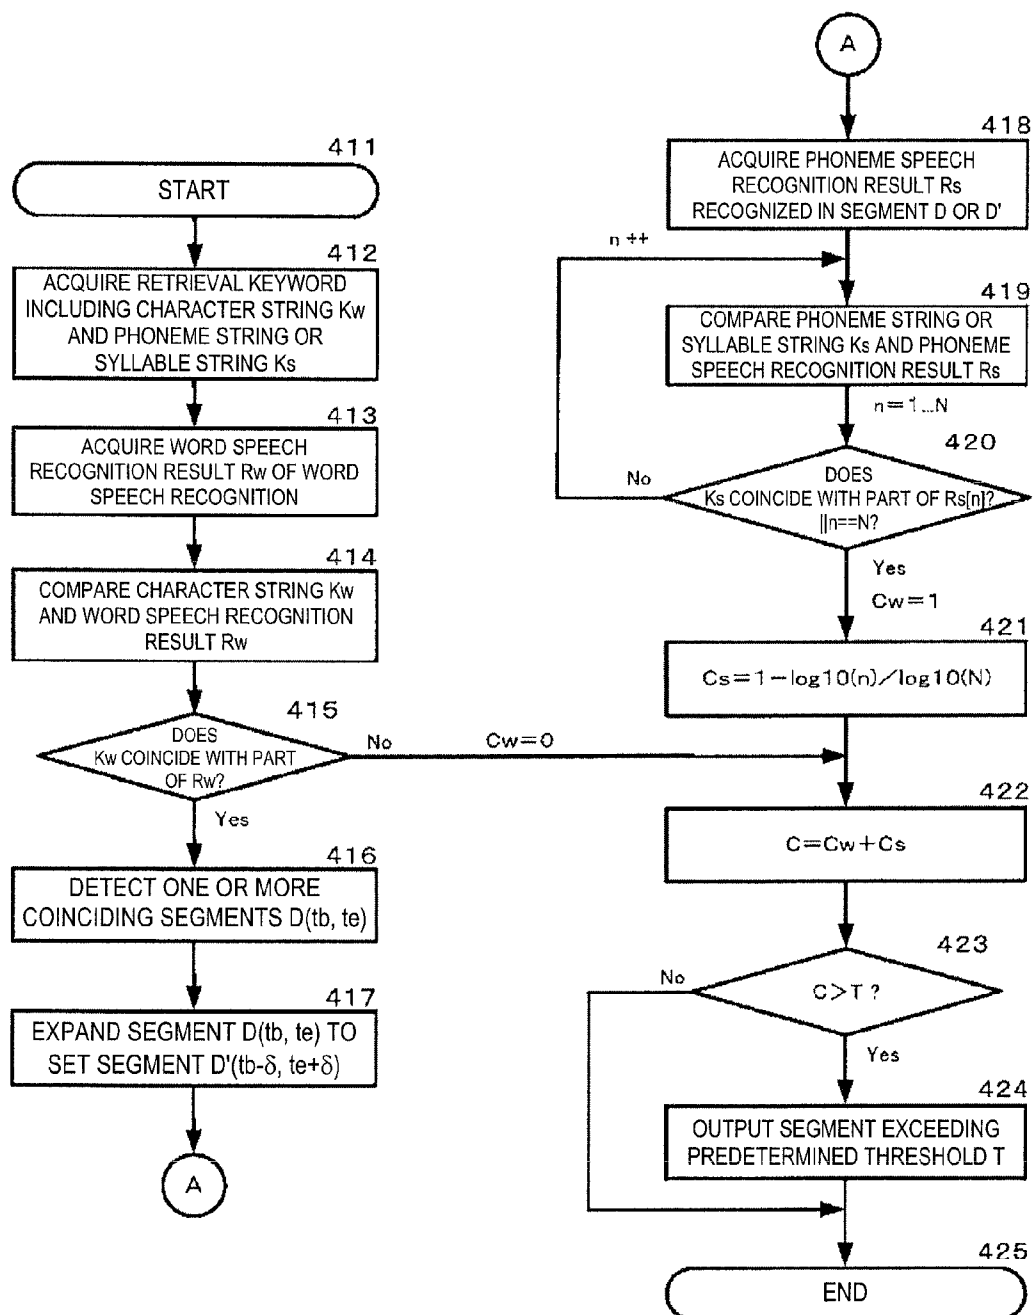 411
START
412
ACQUIRE RETRIEVAL KEYWORD
INCLUDING CHARACTER STRING Kw
AND PHONEME STRING OR
SYLLABLE STRING Ks
413
ACQUIRE WORD SPEECH
RECOGNITION RESULT Rw OF WORD
SPEECH RECOGNITION
414
COMPARE CHARACTER STRING Kw
AND WORD SPEECH RECOGNITION
RESULT Rw
415
DOES
Kw COINCIDE WITH PART
OF Rw?
No
Cw=0
Yes
416
DETECT ONE OR MORE
COINCIDING SEGMENTS D(tb, te)
417
EXPAND SEGMENT D(tb, te) TO
SET SEGMENT D'(tb-δ, te+δ)
A
A
418
ACQUIRE PHONEME SPEECH
RECOGNITION RESULT Rs
RECOGNIZED IN SEGMENT D OR D'
n ++
419
COMPARE PHONEME STRING OR
SYLLABLE STRING Ks AND PHONEME
SPEECH RECOGNITION RESULT Rs
n=1...N
420
DOES
Ks COINCIDE WITH PART OF Rs[n]?
||n==N?
No
Yes
Cw=1
421
Cs=1-log10(n)/log10(N)
422
C=Cw+Cs
423
C>T ?
No
Yes
424
OUTPUT SEGMENT EXCEEDING
PREDETERMINED THRESHOLD T
425
END